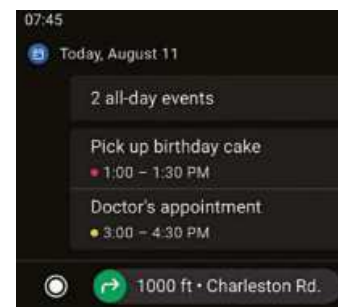 07:45
Today, August 11
2 all-day events
Pick up birthday cake
• 1:00 – 1:30 PM
Doctor's appointment
• 3:00 – 4:30 PM
1000 ft • Charleston Rd.